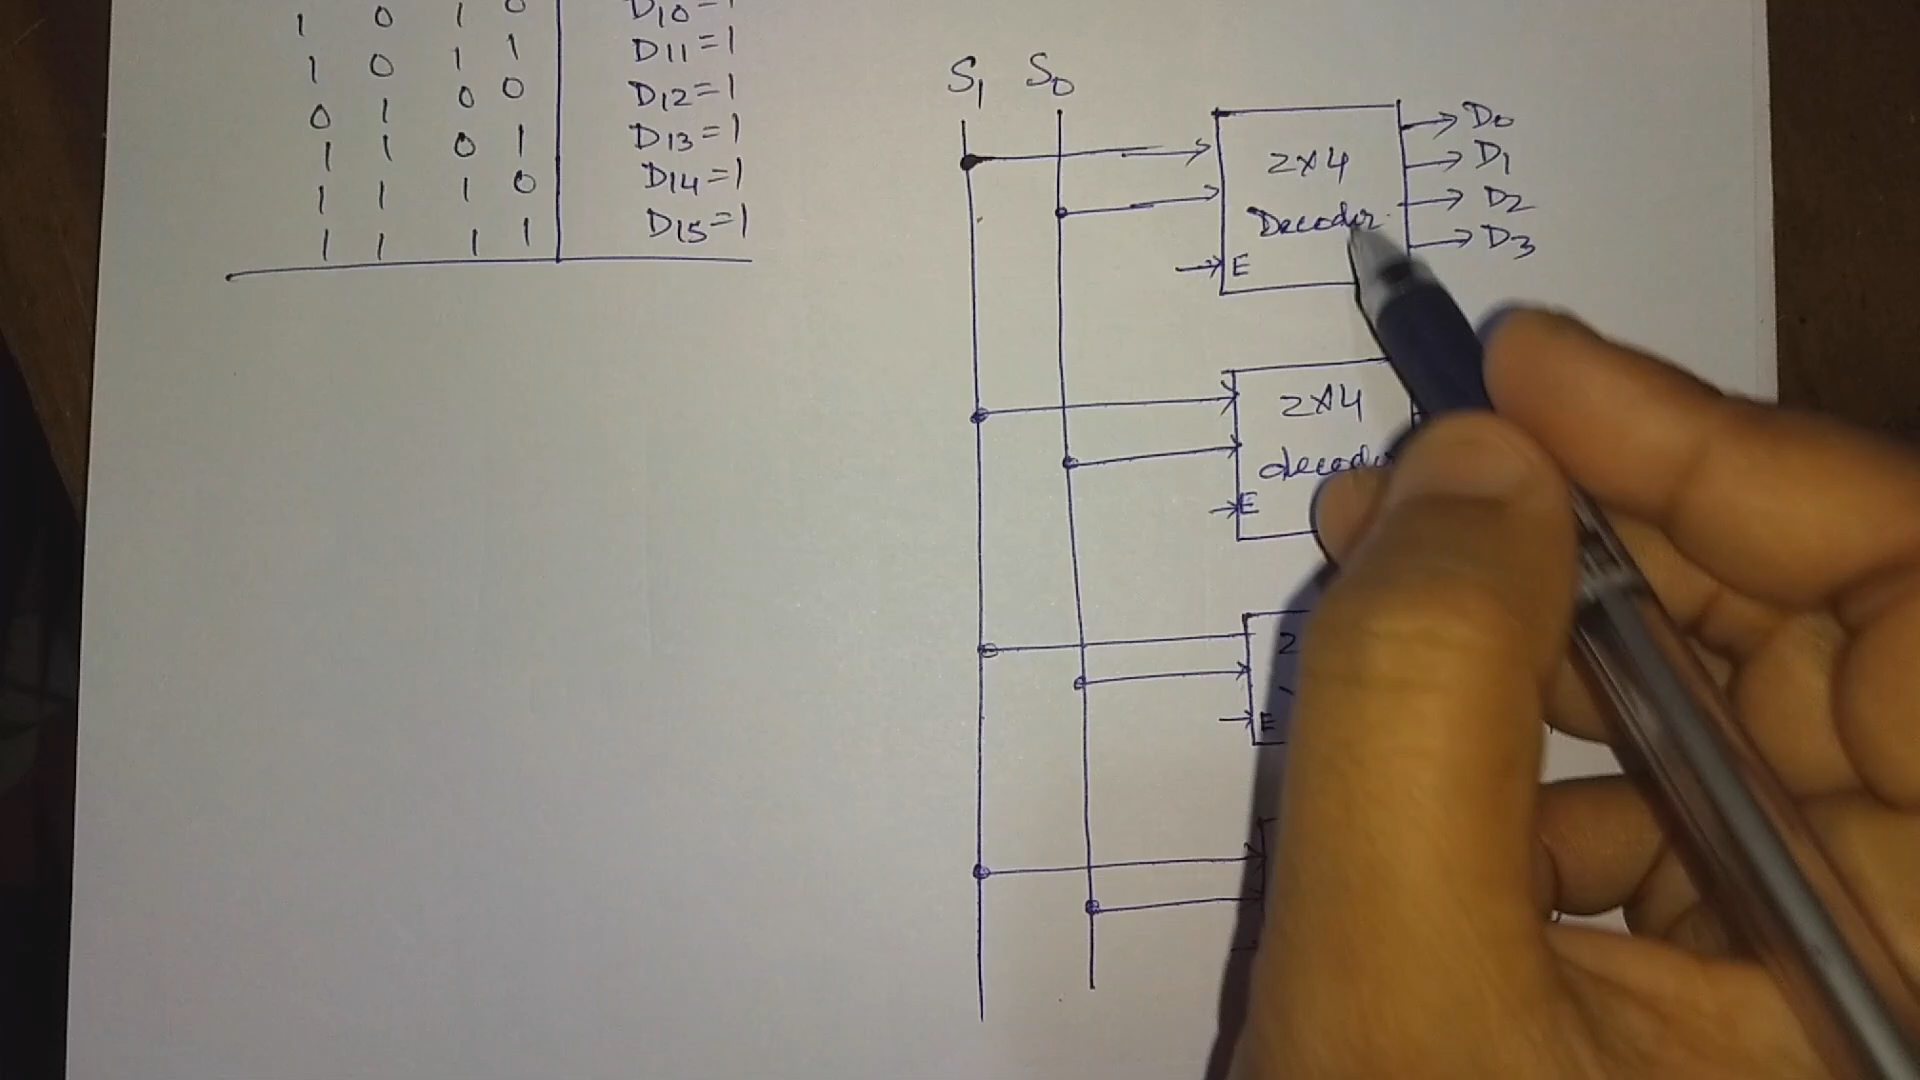 1 0 1 0 D10=1
1 0 1 1 D11=1
0 1 0 0 D12=1
1 1 0 1 D13=1
1 1 1 0 D14=1
1 1 1 1 D15=1
S1 S0
2X4
Decoder
E
D0
D1
D2
D3
2X4
decoder
E
2
E